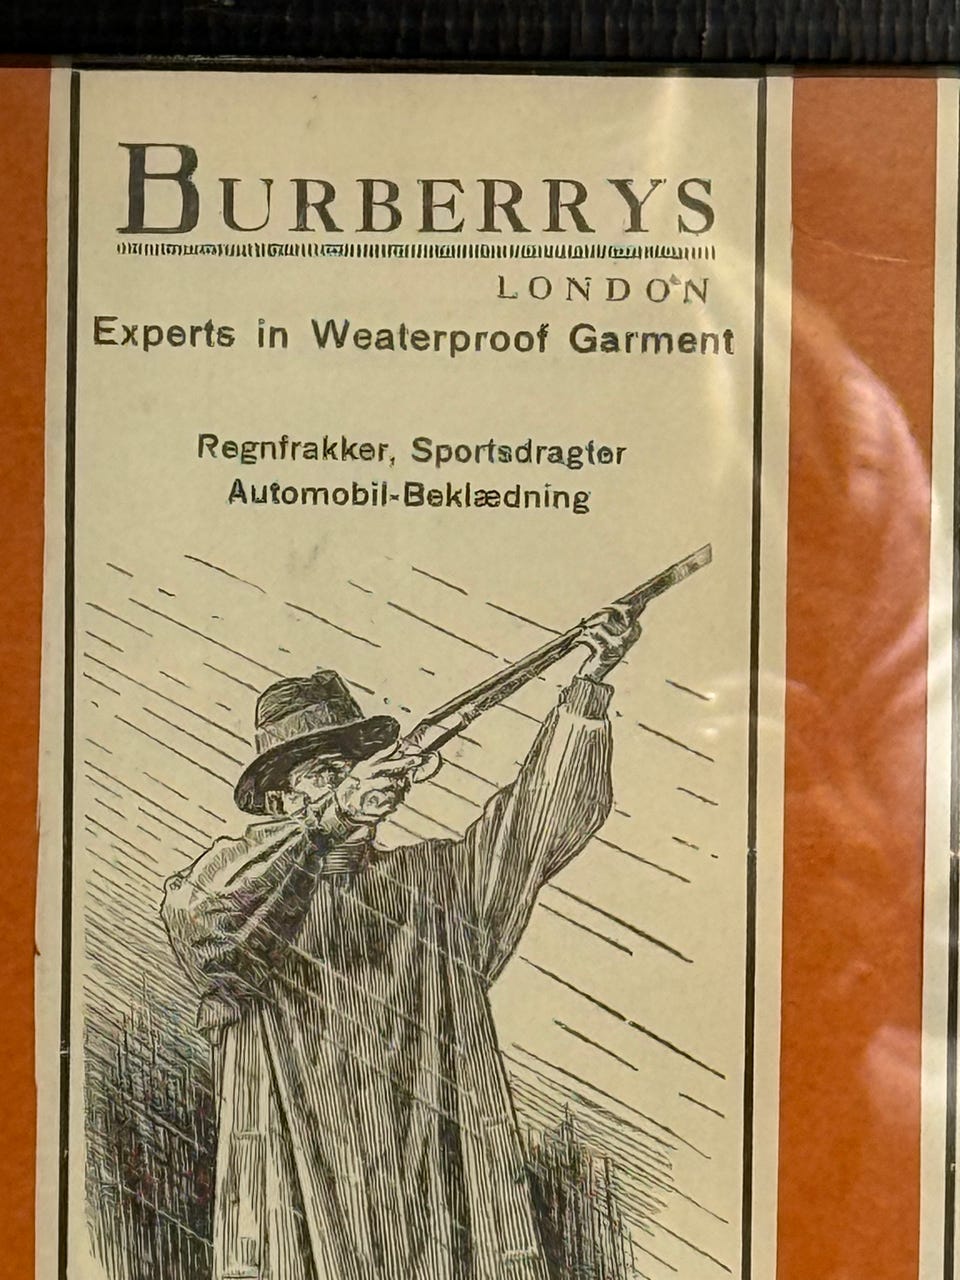 BURBERRYS
LONDON
Experts in Weaterproof Garment
Regnfrakker, Sportsdragter
Automobil-Beklædning